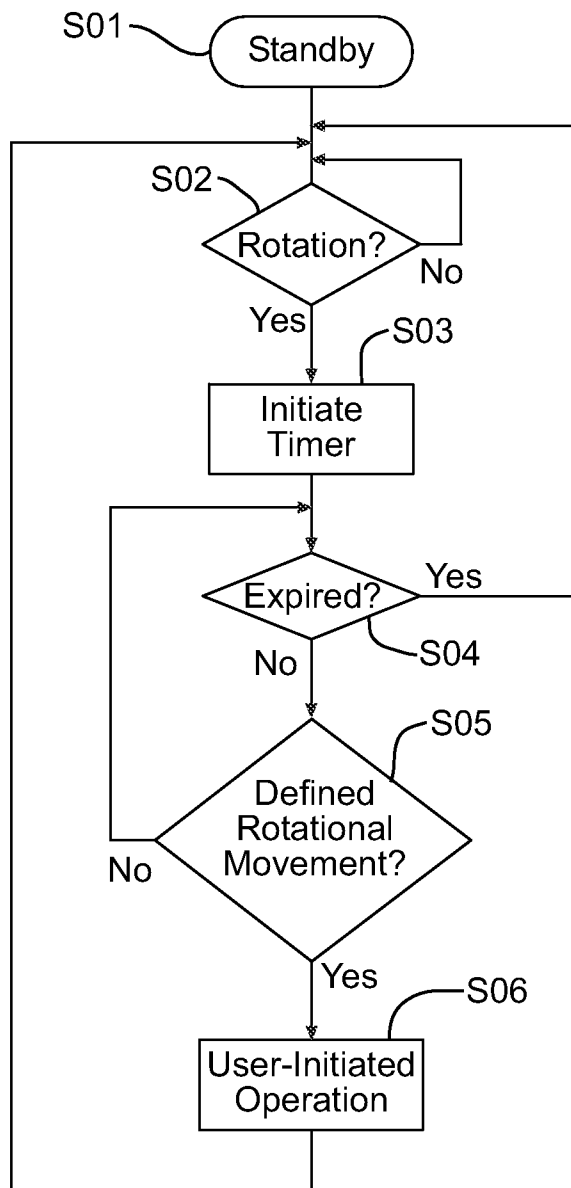 S01
Standby
S02
Rotation?
No
Yes
S03
Initiate
Timer
Expired?
Yes
S04
No
S05
Defined
Rotational
Movement?
No
Yes
S06
User-Initiated
Operation